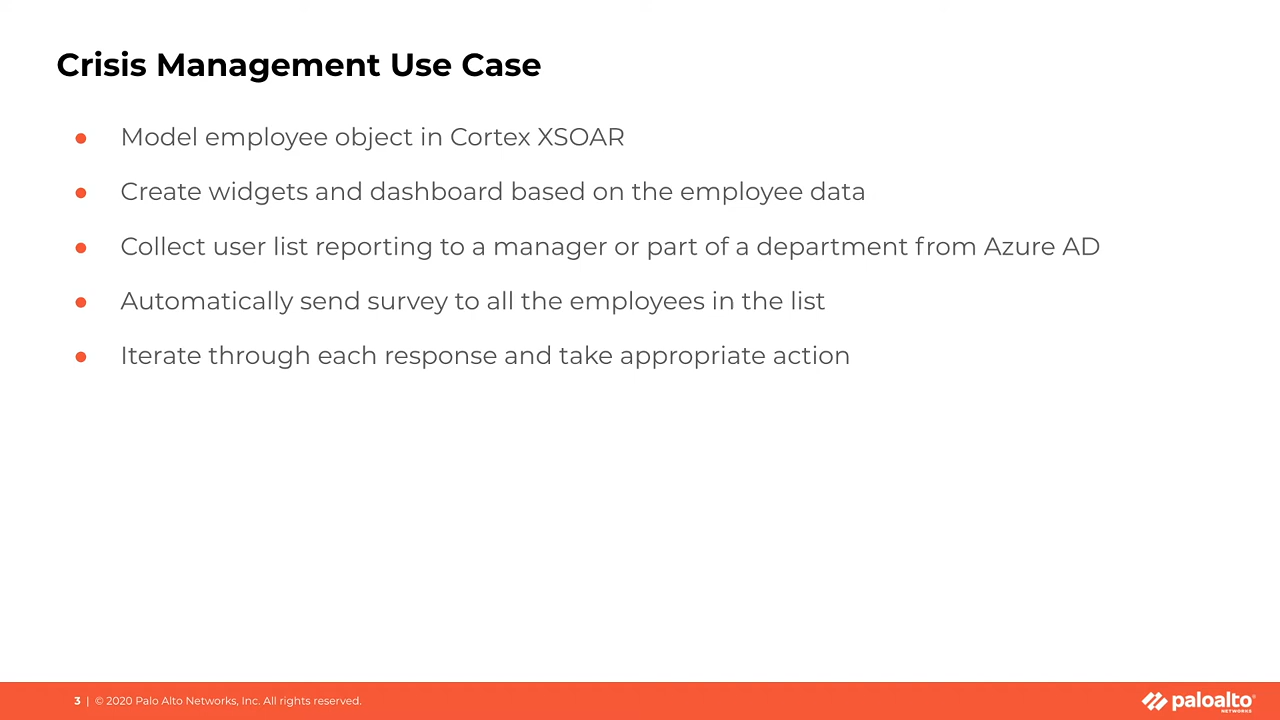 Crisis Management Use Case
● Model employee object in Cortex XSOAR
● Create widgets and dashboard based on the employee data
● Collect user list reporting to a manager or part of a department from Azure AD
● Automatically send survey to all the employees in the list
● Iterate through each response and take appropriate action
3 | © 2020 Palo Alto Networks, Inc. All rights reserved.
paloalto®
NETWORKS